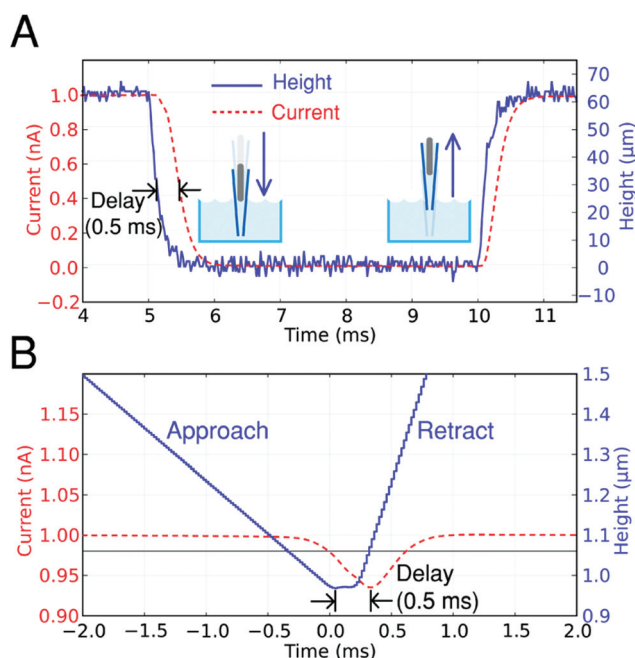 A
Height
Current
1.0
0.8
0.6
0.4
0.2
0.0
−0.2
Current (nA)
Delay
(0.5 ms)
70
60
50
40
30
20
10
0
−10
Height (μm)
4 5 6 7 8 9 10 11
Time (ms)
B
Approach
Retract
1.15
1.10
1.05
1.00
0.95
0.90
Current (nA)
Delay
(0.5 ms)
1.5
1.4
1.3
1.2
1.1
1.0
0.9
Height (μm)
−2.0 −1.5 −1.0 −0.5 0.0 0.5 1.0 1.5 2.0
Time (ms)